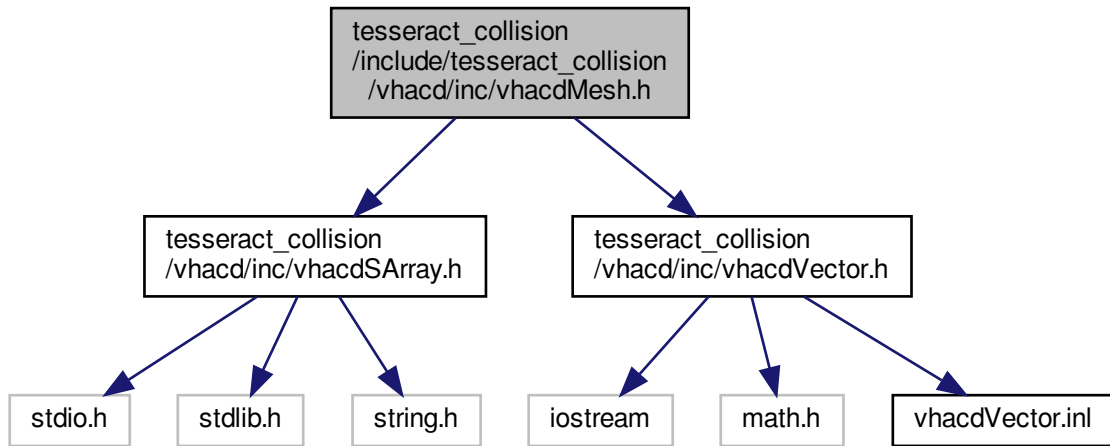 tesseract_collision
/include/tesseract_collision
/vhacd/inc/vhacdMesh.h
tesseract_collision
/vhacd/inc/vhacdSArray.h
tesseract_collision
/vhacd/inc/vhacdVector.h
stdio.h
stdlib.h
string.h
iostream
math.h
vhacdVector.inl